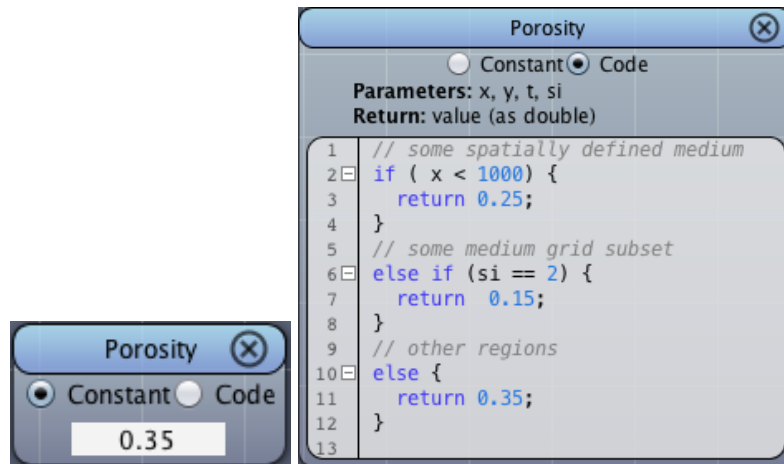 Porosity
Constant Code
0.35
Porosity
Constant Code
Parameters: x, y, t, si
Return: value (as double)
1 // some spatially defined medium
2 if ( x < 1000) {
3   return 0.25;
4 }
5 // some medium grid subset
6 else if (si == 2) {
7   return  0.15;
8 }
9 // other regions
10 else {
11   return 0.35;
12 }
13